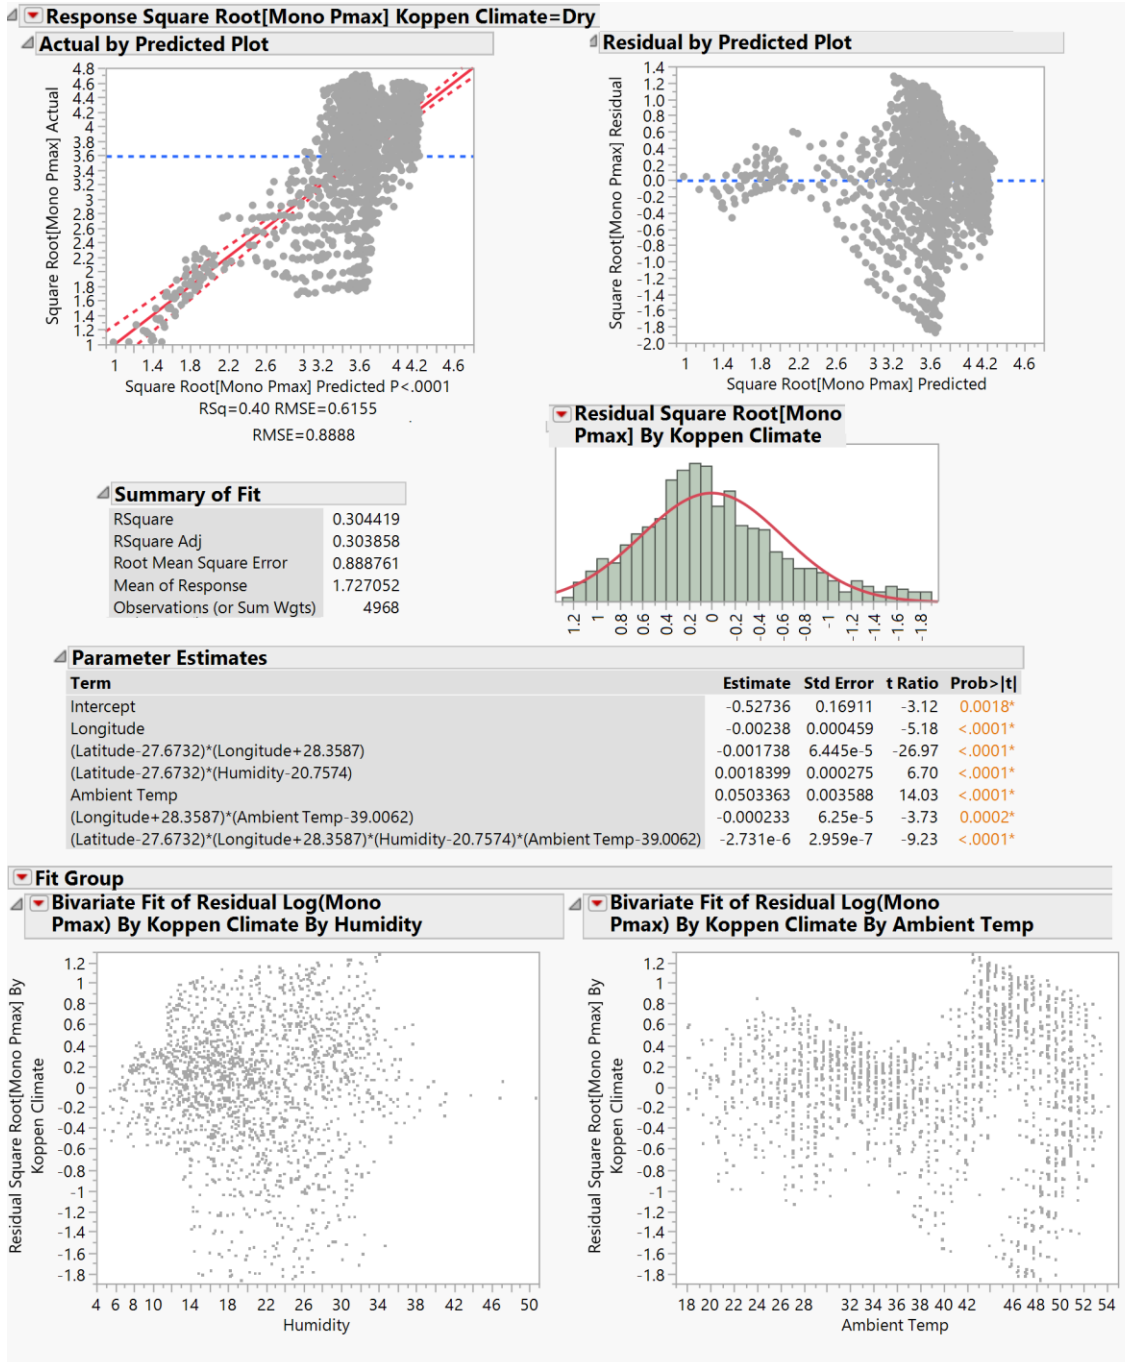 Response Square Root[Mono Pmax] Koppen Climate=Dry
Actual by Predicted Plot
Square Root[Mono Pmax] Actual
4.8
4.6
4.4
4.2
4
3.8
3.6
3.4
3.2
3
2.8
2.6
2.4
2.2
2
1.8
1.6
1.4
1.2
1
1 1.4 1.8 2.2 2.6 3 3.2 3.6 4 4.2 4.6
Square Root[Mono Pmax] Predicted P<.0001
RSq=0.40 RMSE=0.6155
RMSE=0.8888
Residual by Predicted Plot
Square Root[Mono Pmax] Residual
1.4
1.0
0.8
0.6
0.4
0.2
0.0
-0.2
-0.4
-0.6
-0.8
-1.0
-1.2
-1.4
-1.6
-1.8
-2.0
1 1.4 1.8 2.2 2.6 3 3.2 3.6 4 4.2 4.6
Square Root[Mono Pmax] Predicted
Residual Square Root[Mono
Pmax] By Koppen Climate
1.2 1 0.8 0.6 0.4 0.2 0 -0.2 -0.4 -0.6 -0.8 -1 -1.2 -1.4 -1.6 -1.8
Summary of Fit
RSquare 0.304419
RSquare Adj 0.303858
Root Mean Square Error 0.888761
Mean of Response 1.727052
Observations (or Sum Wgts) 4968
Parameter Estimates
Term Estimate Std Error t Ratio Prob>|t|
Intercept -0.52736 0.16911 -3.12 0.0018*
Longitude -0.00238 0.000459 -5.18 <.0001*
(Latitude-27.6732)*(Longitude+28.3587) -0.001738 6.445e-5 -26.97 <.0001*
(Latitude-27.6732)*(Humidity-20.7574) 0.0018399 0.000275 6.70 <.0001*
Ambient Temp 0.0503363 0.003588 14.03 <.0001*
(Longitude+28.3587)*(Ambient Temp-39.0062) -0.000233 6.25e-5 -3.73 0.0002*
(Latitude-27.6732)*(Longitude+28.3587)*(Humidity-20.7574)*(Ambient Temp-39.0062) -2.731e-6 2.959e-7 -9.23 <.0001*
Fit Group
Bivariate Fit of Residual Log(Mono
Pmax) By Koppen Climate By Humidity
Residual Square Root[Mono Pmax] By
Koppen Climate
1.2
1
0.8
0.6
0.4
0.2
0
-0.2
-0.4
-0.6
-0.8
-1
-1.2
-1.4
-1.6
-1.8
4 6 8 10 14 18 22 26 30 34 38 42 46 50
Humidity
Bivariate Fit of Residual Log(Mono
Pmax) By Koppen Climate By Ambient Temp
Residual Square Root[Mono Pmax] By
Koppen Climate
1.2
1
0.8
0.6
0.4
0.2
0
-0.2
-0.4
-0.6
-0.8
-1
-1.2
-1.4
-1.6
-1.8
18 20 22 24 26 28 32 34 36 38 40 42 46 48 50 52 54
Ambient Temp